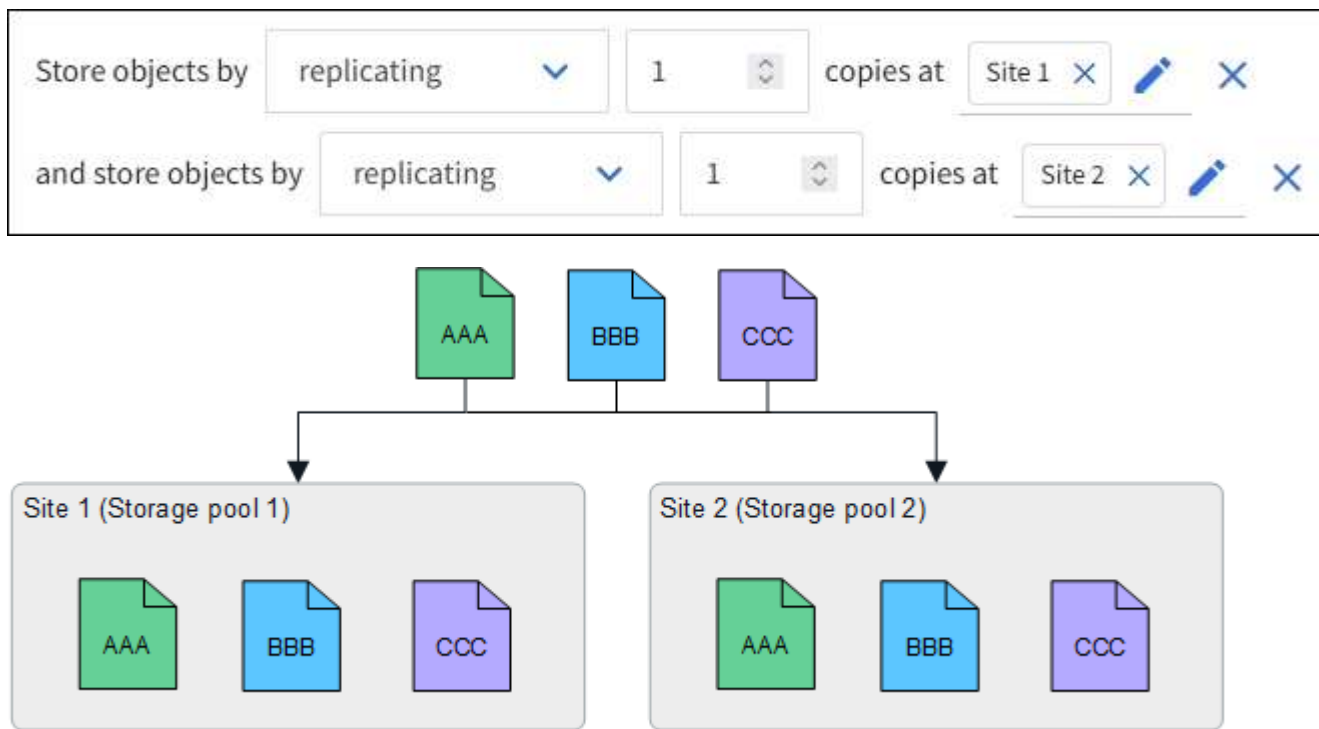 Store objects by replicating 1 copies at Site 1
and store objects by replicating 1 copies at Site 2
AAA BBB CCC
Site 1 (Storage pool 1) Site 2 (Storage pool 2)
AAA BBB CCC AAA BBB CCC